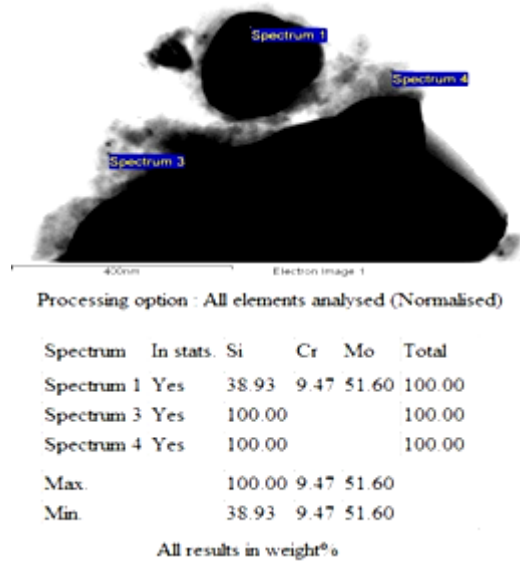 Spectrum 1
Spectrum 4
Spectrum 3
400nm Electron Image 1
Processing option : All elements analysed (Normalised)
Spectrum In stats. Si Cr Mo Total
Spectrum 1 Yes 38.93 9.47 51.60 100.00
Spectrum 3 Yes 100.00 100.00
Spectrum 4 Yes 100.00 100.00
Max. 100.00 9.47 51.60
Min. 38.93 9.47 51.60
All results in weight%